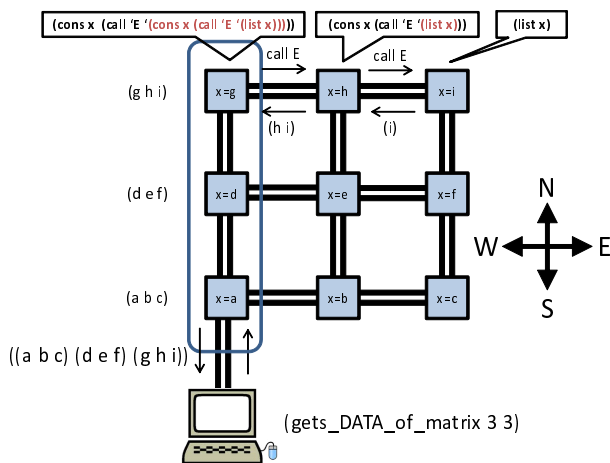 (cons x (call 'E '(cons x (call 'E '(list x)))))
(cons x (call 'E '(list x)))
(list x)
call E
call E
(g h i)
x=g
x=h
x=i
(h i)
(i)
(d e f)
x=d
x=e
x=f
N
W
E
S
(a b c)
x=a
x=b
x=c
((a b c) (d e f) (g h i))
(gets_DATA_of_matrix 3 3)